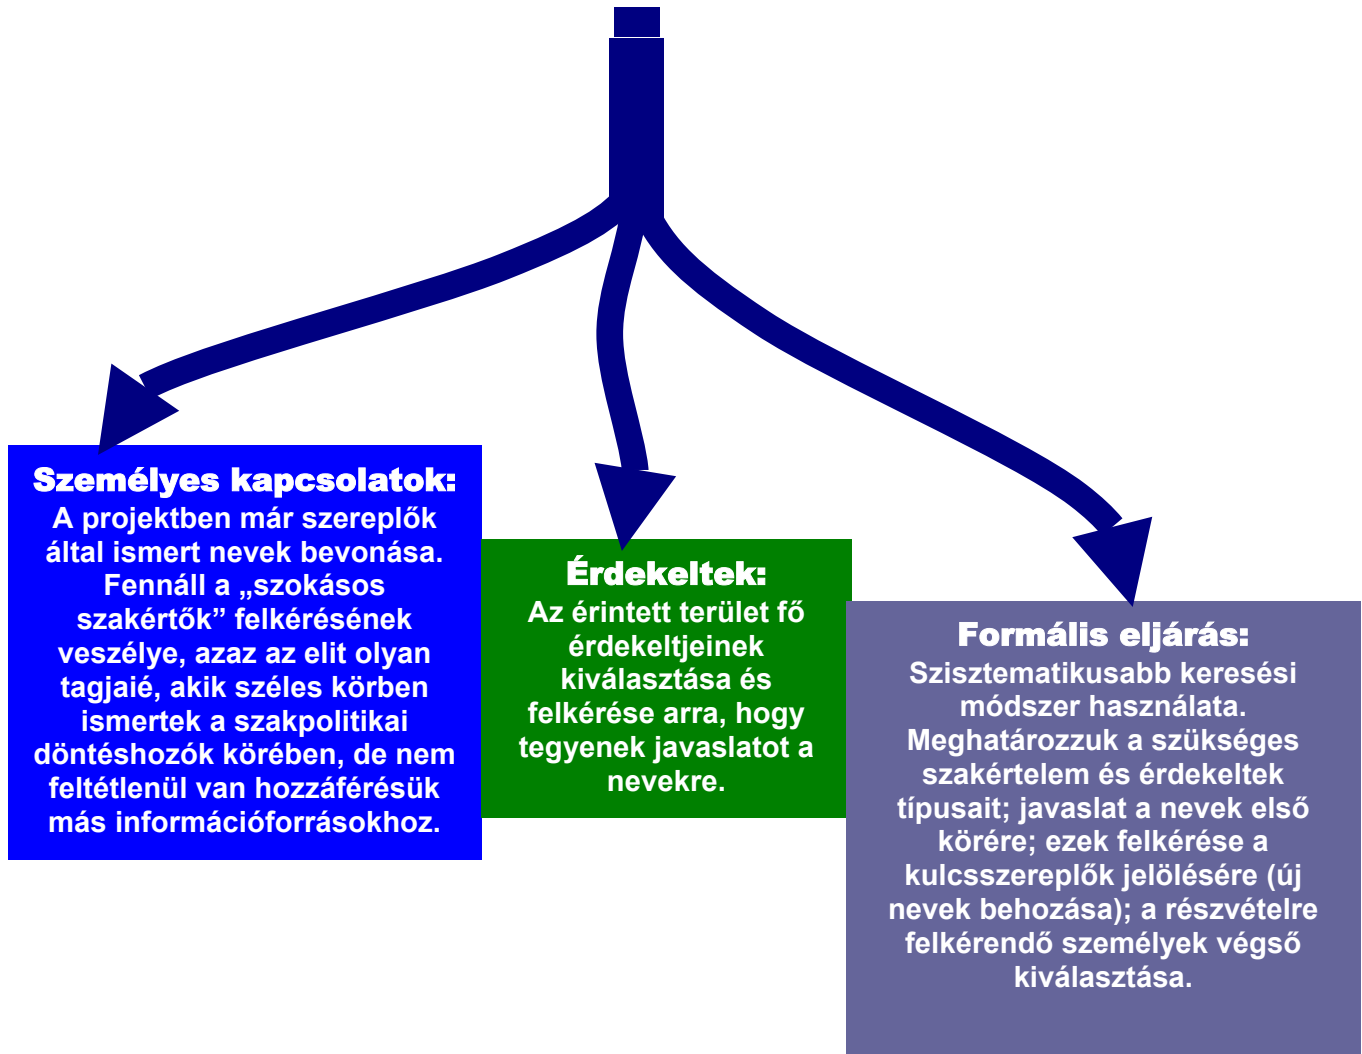 Személyes kapcsolatok:
A projektben már szereplők
által ismert nevek bevonása.
Fennáll a „szokásos
szakértők” felkérésének
veszélye, azaz az elit olyan
tagjaié, akik széles körben
ismertek a szakpolitikai
döntéshozók körében, de nem
feltétlenül van hozzáférésük
más információforrásokhoz.
Érdekeltek:
Az érintett terület fő
érdekeltjeinek
kiválasztása és
felkérése arra, hogy
tegyenek javaslatot a
nevekre.
Formális eljárás:
Szisztematikusabb keresési
módszer használata.
Meghatározzuk a szükséges
szakértelem és érdekeltek
típusait; javaslat a nevek első
körére; ezek felkérése a
kulcsszereplők jelölésére (új
nevek behozása); a részvételre
felkérendő személyek végső
kiválasztása.